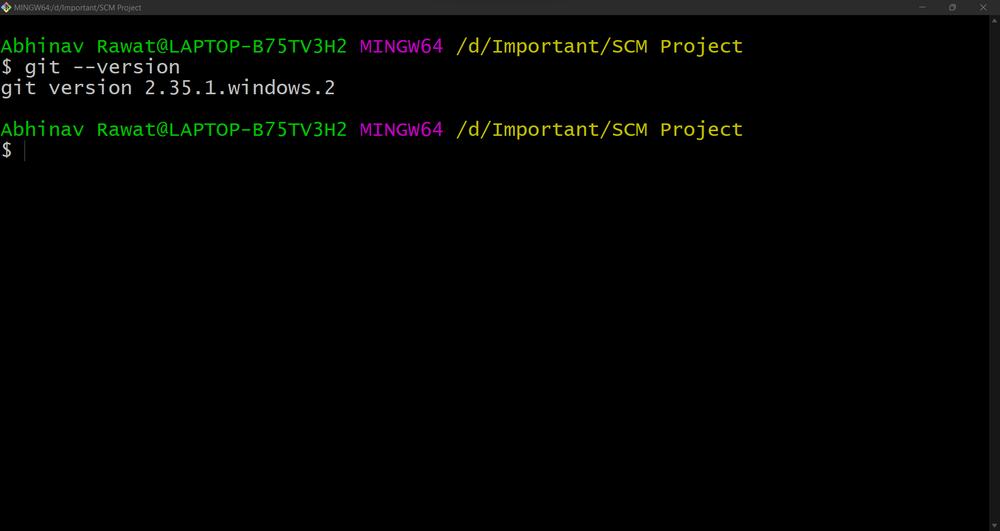 MINGW64:/d/Important/SCM Project
Abhinav Rawat@LAPTOP-B75TV3H2 MINGW64 /d/Important/SCM Project
$ git --version
git version 2.35.1.windows.2
Abhinav Rawat@LAPTOP-B75TV3H2 MINGW64 /d/Important/SCM Project
$